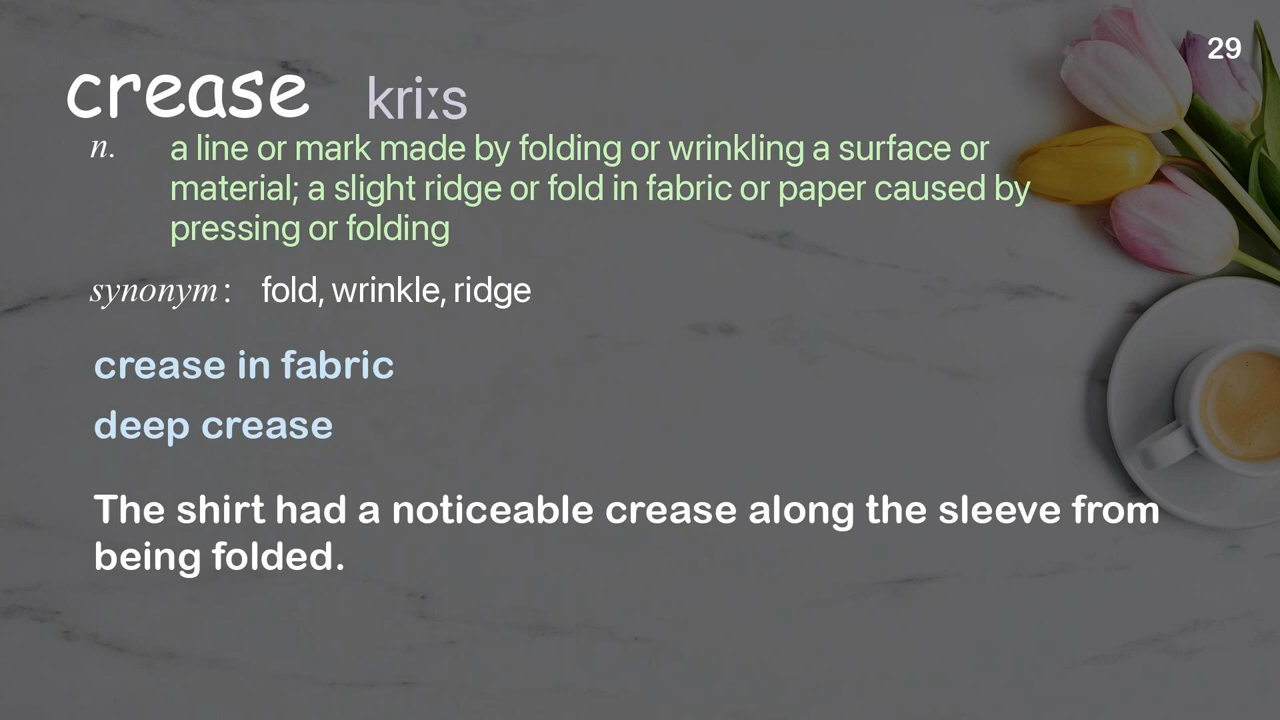 29
crease kri:s
n. a line or mark made by folding or wrinkling a surface or
material; a slight ridge or fold in fabric or paper caused by
pressing or folding
synonym : fold, wrinkle, ridge
crease in fabric
deep crease
The shirt had a noticeable crease along the sleeve from
being folded.